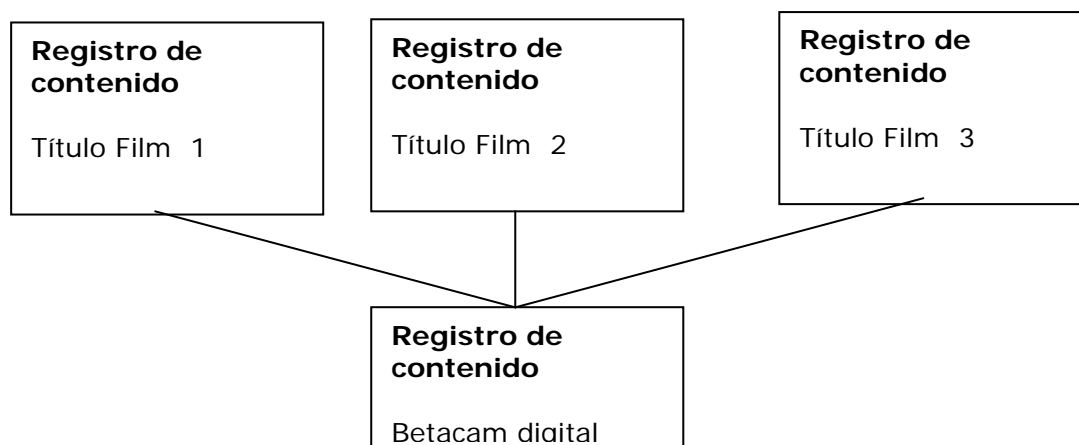 Registro de
contenido
Título Film 1
Registro de
contenido
Título Film 2
Registro de
contenido
Título Film 3
Registro de
contenido
Betacam digital